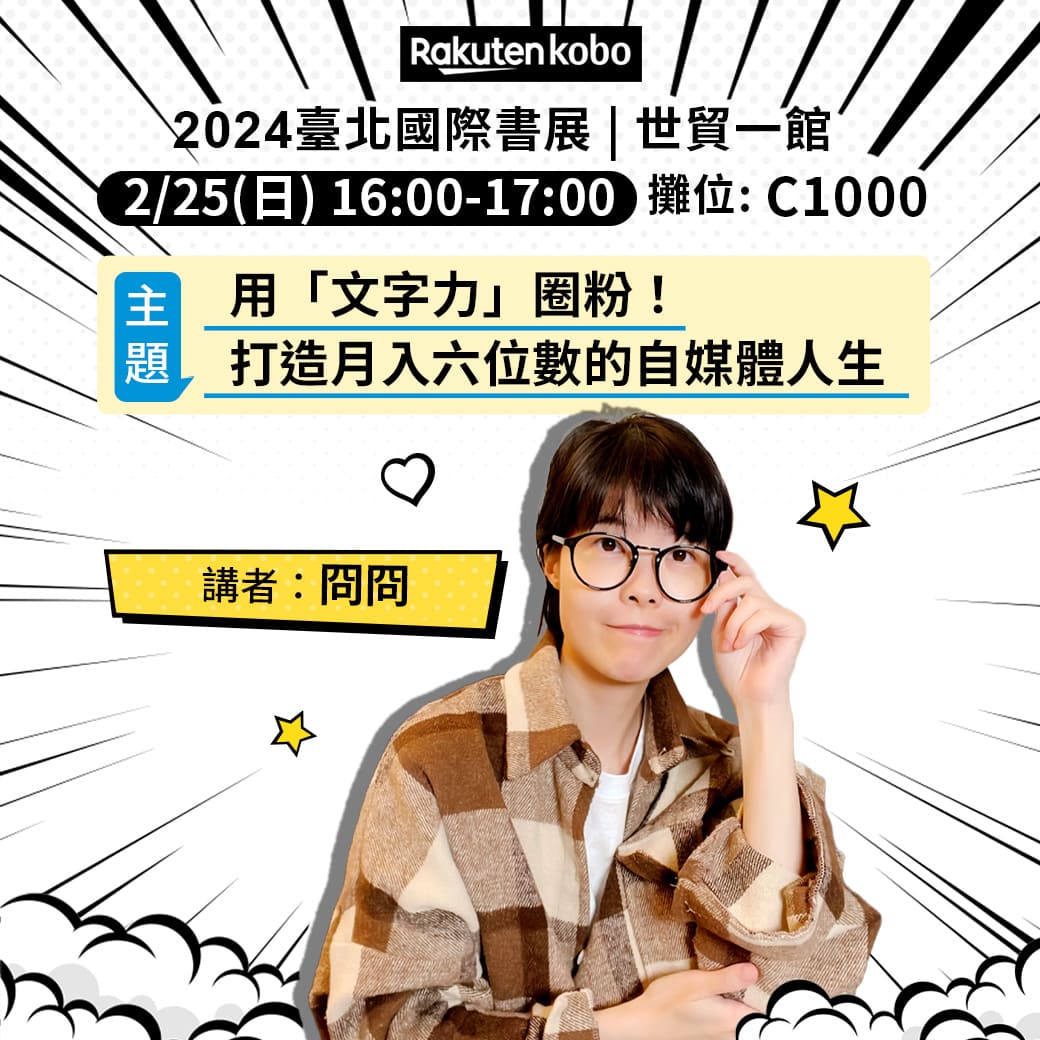 Rakuten kobo
2024臺北國際書展 | 世貿一館
2/25(日) 16:00-17:00 攤位: C1000
主題
用「文字力」圈粉！
打造月入六位數的自媒體人生
講者：冏冏